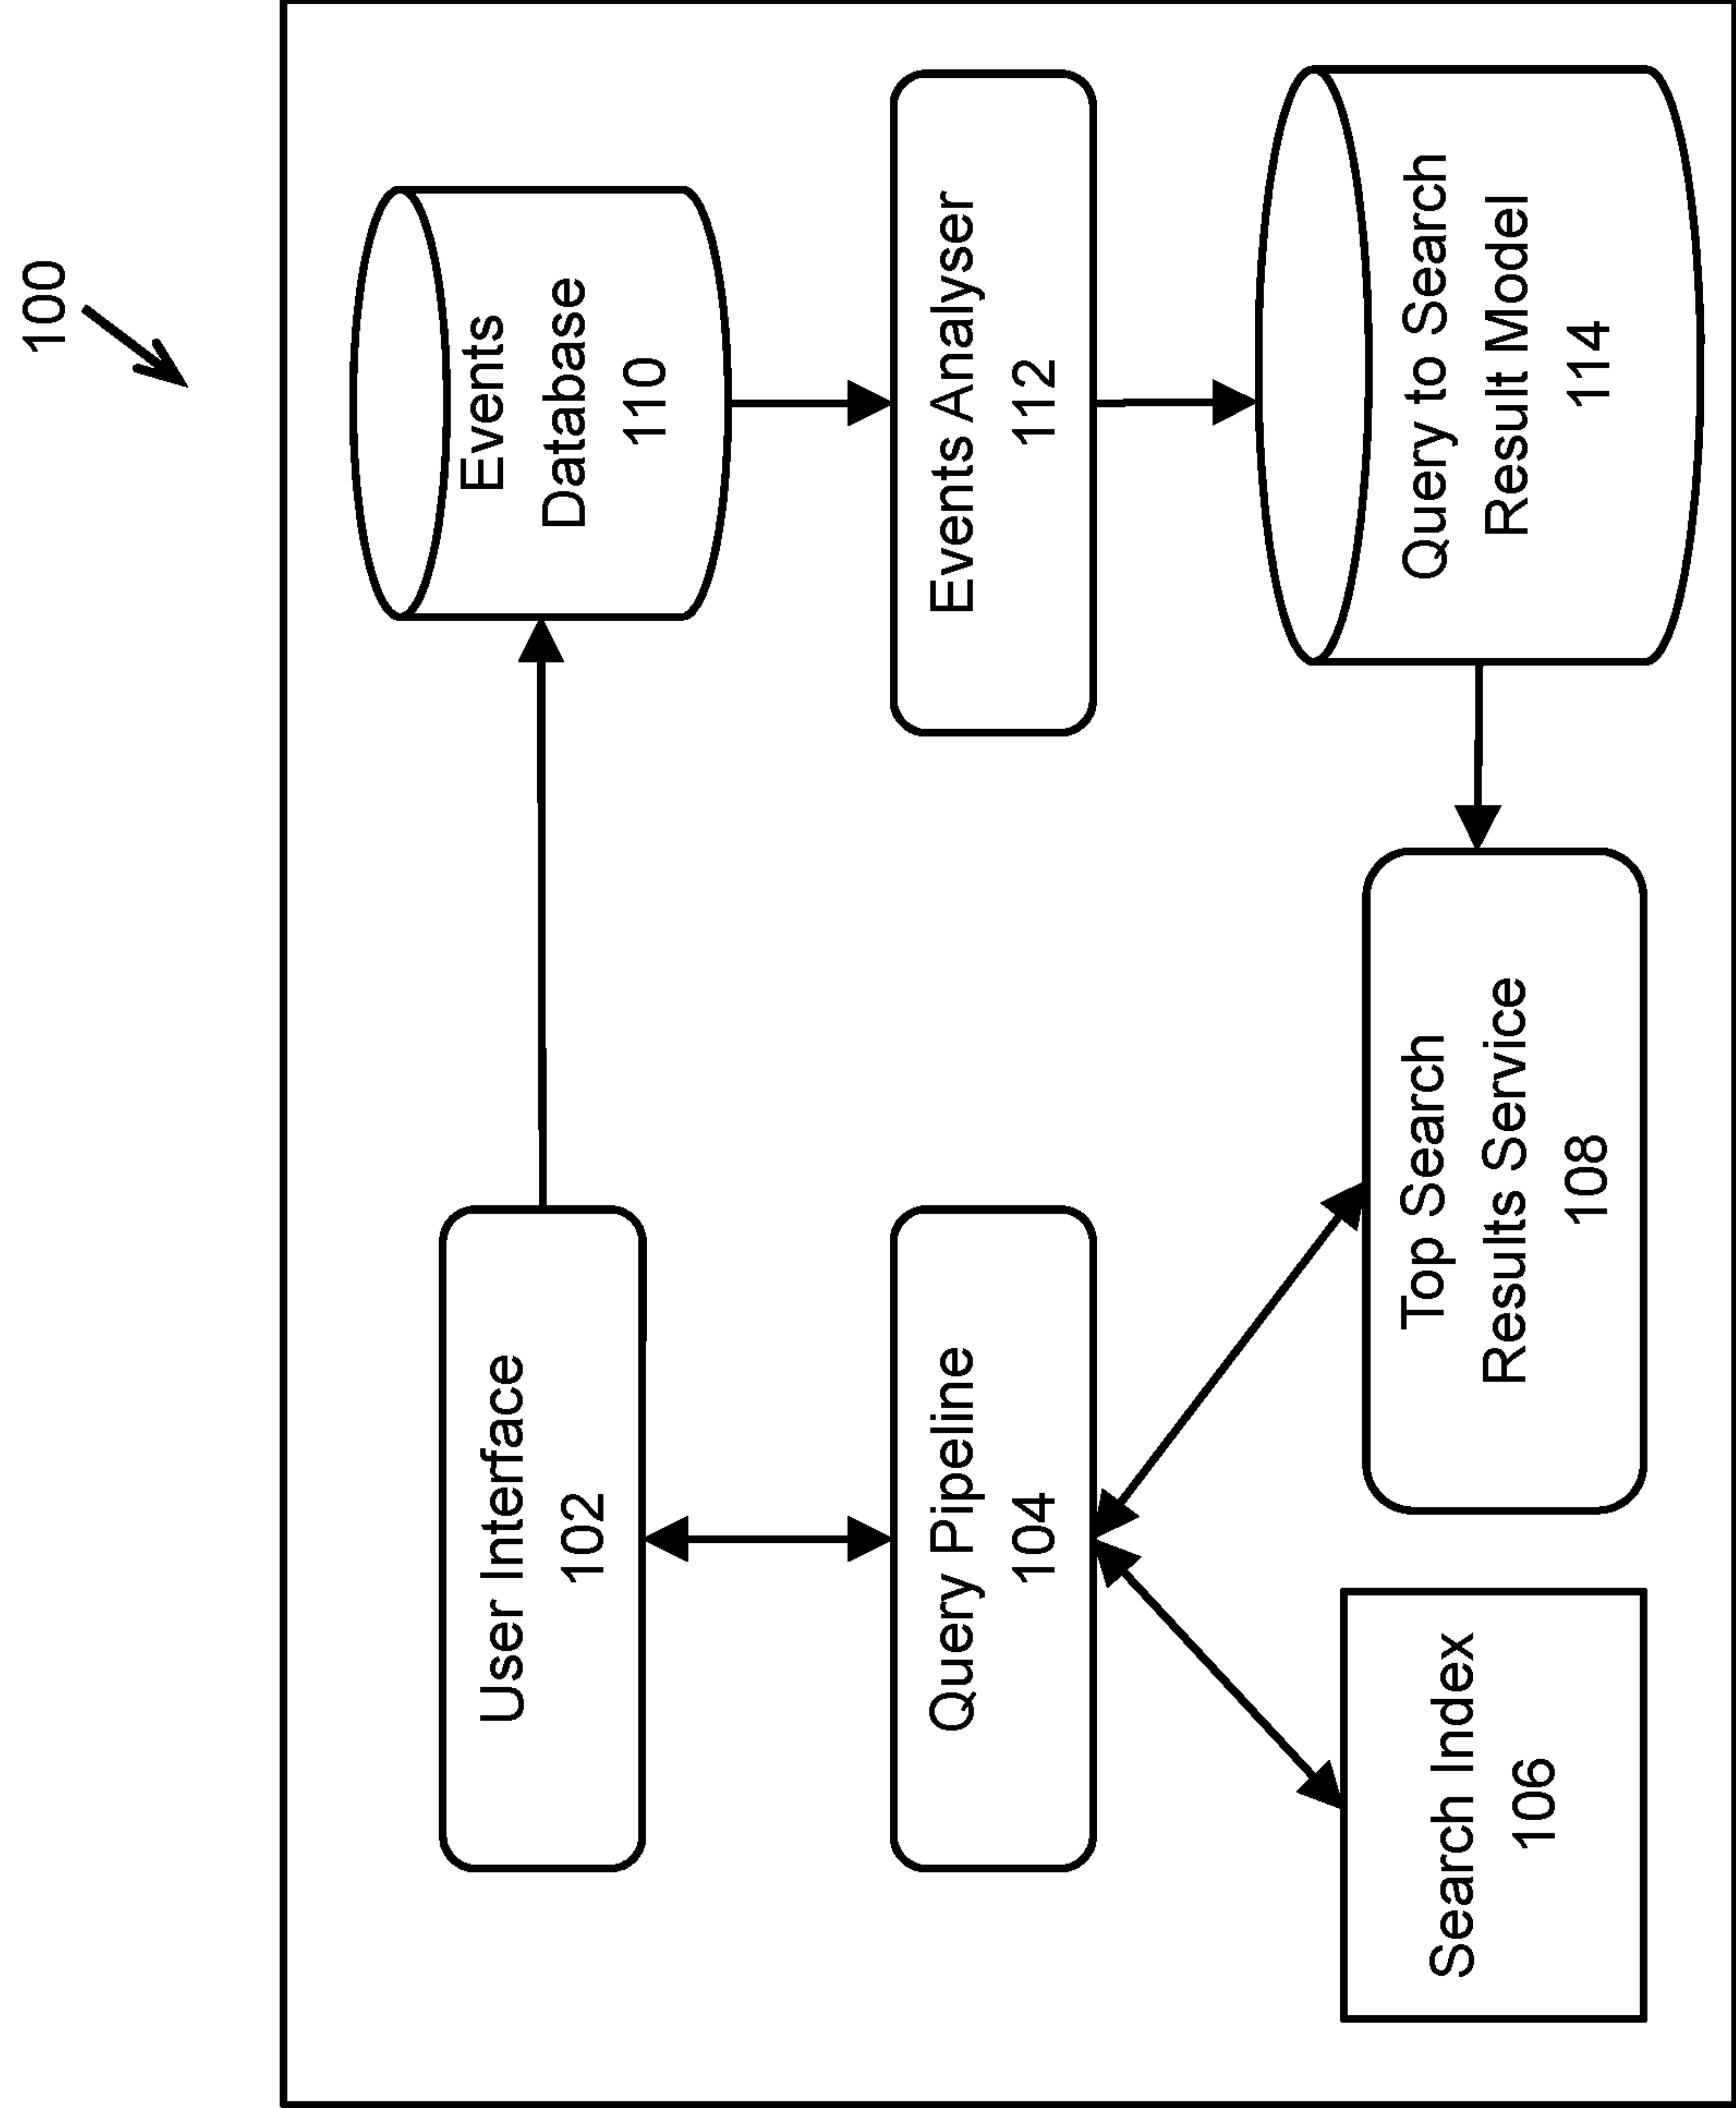 100
User Interface
102
Events
Database
110
Query Pipeline
104
Events Analyser
112
Search Index
106
Top Search
Results Service
108
Query to Search
Result Model
114